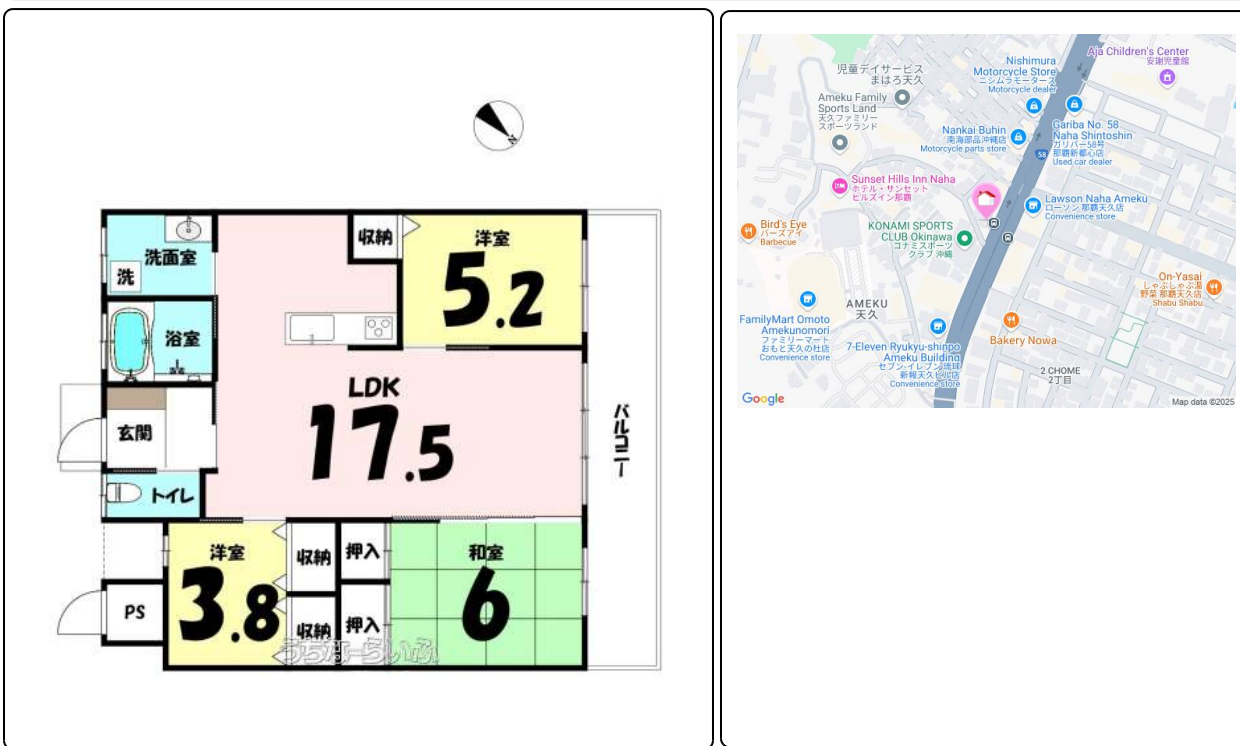 N
収納
洋室
5.2
洗面室
洗
浴室
LDK
17.5
玄関
トイレ
バルコニー
洋室
3.8
収納
収納
押入
押入
和室
6
PS
うちなーらいふ
Aja Children's Center
安謝児童館
児童デイサービス
まほろ天久
Nishimura
Motorcycle Store
ニシムラモータース
Motorcycle dealer
Ameku Family
Sports Land
天久ファミリー
スポーツランド
Nankai Buhin
南海部品沖縄店
Motorcycle parts store
Gariba No. 58
Naha Shintoshin
ガリバー58号
那覇新都心店
Used car dealer
58
Sunset Hills Inn Naha
ホテル・サンセット
ヒルズイン那覇
Lawson Naha Ameku
ローソン 那覇天久店
Convenience store
Bird's Eye
バーズアイ
Barbecue
KONAMI SPORTS
CLUB Okinawa
コナミスポーツ
クラブ 沖縄
On-Yasai
しゃぶしゃぶ温
野菜 那覇天久店
Shabu Shabu
AMEKU
天久
FamilyMart Omoto
Amekunomori
ファミリーマート
おもと天久の杜店
Convenience store
7-Eleven Ryukyu-shinpo
Ameku Building
セブン-イレブン 琉球
新報天久ビル店
Convenience store
Bakery Nowa
2 CHOME
2丁目
Google
Map data ©2025